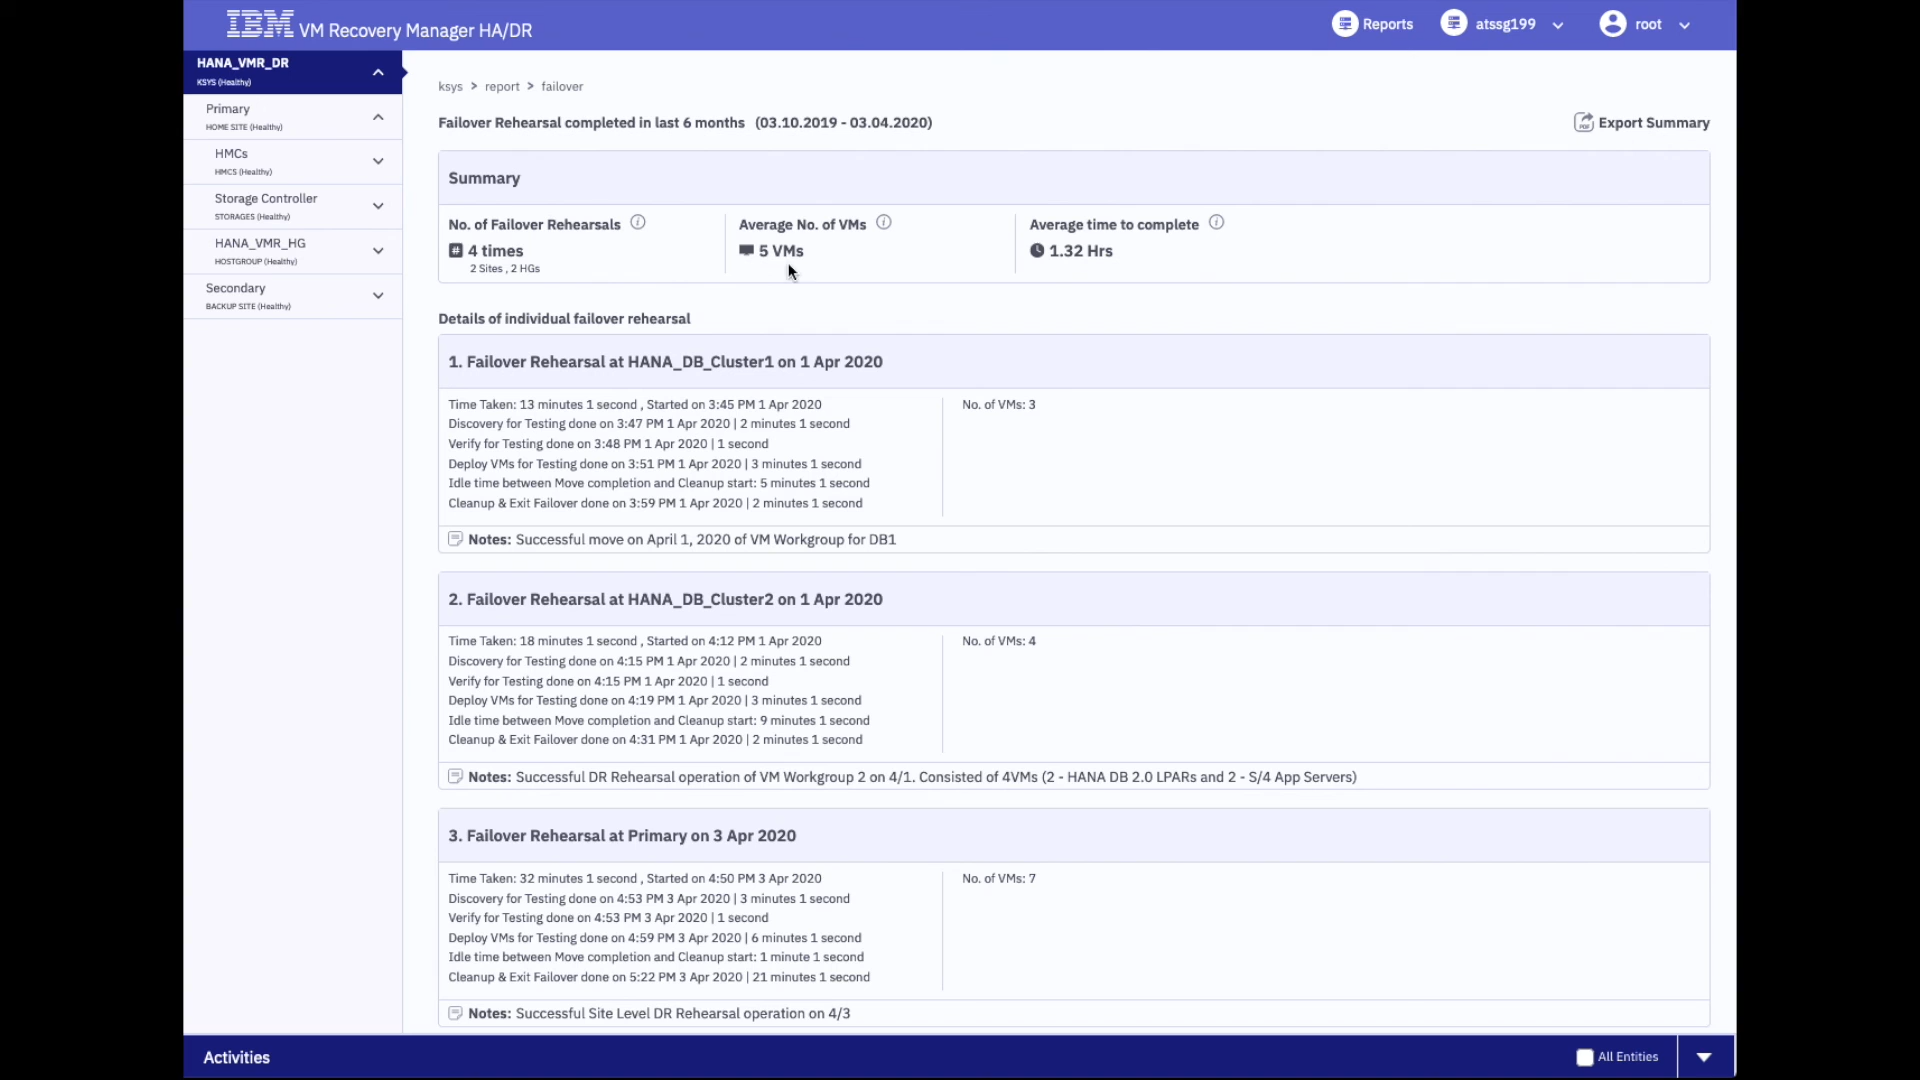 IBM VM Recovery Manager HA/DR
Reports
atssg199
root
HANA_VMR_DR
KSYS (Healthy)
Primary
HOME SITE (Healthy)
HMCs
HMCS (Healthy)
Storage Controller
STORAGES (Healthy)
HANA_VMR_HG
HOSTGROUP (Healthy)
Secondary
BACKUP SITE (Healthy)
ksys > report > failover
Failover Rehearsal completed in last 6 months (03.10.2019 - 03.04.2020)
PDF
Export Summary
Summary
No. of Failover Rehearsals
# 4 times
2 Sites , 2 HGs
Average No. of VMs
5 VMs
Average time to complete
1.32 Hrs
Details of individual failover rehearsal
1. Failover Rehearsal at HANA_DB_Cluster1 on 1 Apr 2020
Time Taken: 13 minutes 1 second , Started on 3:45 PM 1 Apr 2020
Discovery for Testing done on 3:47 PM 1 Apr 2020 | 2 minutes 1 second
Verify for Testing done on 3:48 PM 1 Apr 2020 | 1 second
Deploy VMs for Testing done on 3:51 PM 1 Apr 2020 | 3 minutes 1 second
Idle time between Move completion and Cleanup start: 5 minutes 1 second
Cleanup & Exit Failover done on 3:59 PM 1 Apr 2020 | 2 minutes 1 second
No. of VMs: 3
Notes: Successful move on April 1, 2020 of VM Workgroup for DB1
2. Failover Rehearsal at HANA_DB_Cluster2 on 1 Apr 2020
Time Taken: 18 minutes 1 second , Started on 4:12 PM 1 Apr 2020
Discovery for Testing done on 4:15 PM 1 Apr 2020 | 2 minutes 1 second
Verify for Testing done on 4:15 PM 1 Apr 2020 | 1 second
Deploy VMs for Testing done on 4:19 PM 1 Apr 2020 | 3 minutes 1 second
Idle time between Move completion and Cleanup start: 9 minutes 1 second
Cleanup & Exit Failover done on 4:31 PM 1 Apr 2020 | 2 minutes 1 second
No. of VMs: 4
Notes: Successful DR Rehearsal operation of VM Workgroup 2 on 4/1. Consisted of 4VMs (2 - HANA DB 2.0 LPARs and 2 - S/4 App Servers)
3. Failover Rehearsal at Primary on 3 Apr 2020
Time Taken: 32 minutes 1 second , Started on 4:50 PM 3 Apr 2020
Discovery for Testing done on 4:53 PM 3 Apr 2020 | 3 minutes 1 second
Verify for Testing done on 4:53 PM 3 Apr 2020 | 1 second
Deploy VMs for Testing done on 4:59 PM 3 Apr 2020 | 6 minutes 1 second
Idle time between Move completion and Cleanup start: 1 minute 1 second
Cleanup & Exit Failover done on 5:22 PM 3 Apr 2020 | 21 minutes 1 second
No. of VMs: 7
Notes: Successful Site Level DR Rehearsal operation on 4/3
Activities
All Entities